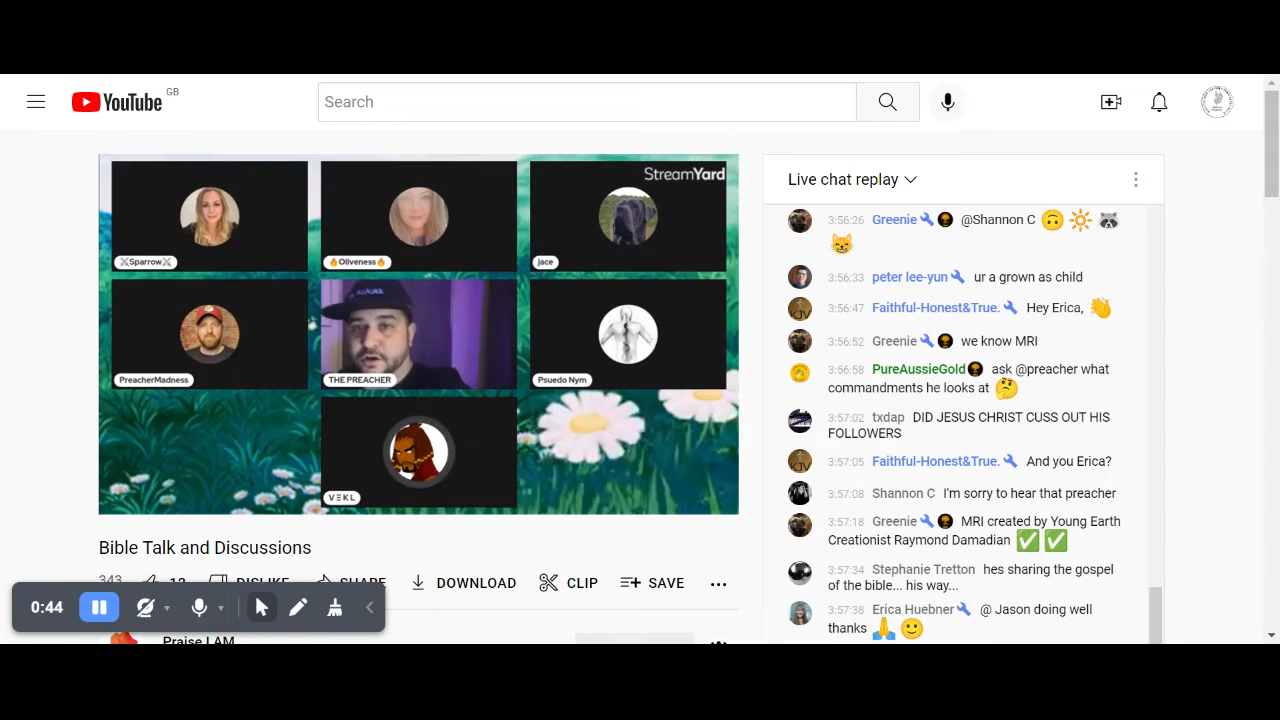 YouTube GB
Search
StreamYard
⚔Sparrow⚔
🔥Oliveness🔥
jace
PreacherMadness
THE PREACHER
Psuedo Nym
VΞKL
Bible Talk and Discussions
DOWNLOAD
CLIP
SAVE
0:44
Live chat replay
3:56:26 Greenie @Shannon C 🙃 🔆 🦝
😸
3:56:33 peter lee-yun ur a grown as child
3:56:47 Faithful-Honest&True. Hey Erica, 👋
3:56:52 Greenie we know MRI
3:56:58 PureAussieGold ask @preacher what
commandments he looks at 🤔
3:57:02 txdap DID JESUS CHRIST CUSS OUT HIS
FOLLOWERS
3:57:05 Faithful-Honest&True. And you Erica?
3:57:08 Shannon C I'm sorry to hear that preacher
3:57:18 Greenie MRI created by Young Earth
Creationist Raymond Damadian ✅ ✅
3:57:34 Stephanie Tretton hes sharing the gospel
of the bible... his way...
3:57:38 Erica Huebner @ Jason doing well
thanks 🙏 🙂